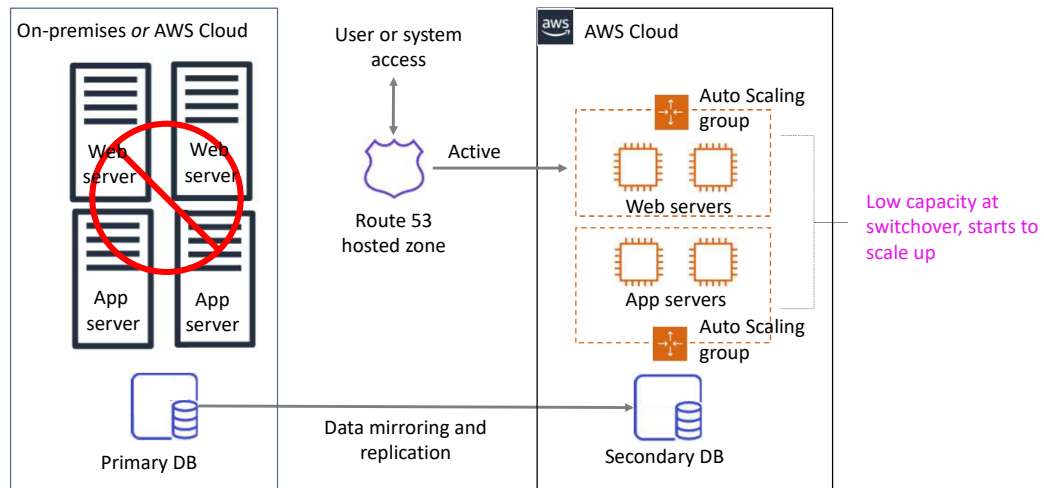 On-premises or AWS Cloud
Web
server
Web
server
App
server
App
server
Primary DB
User or system
access
Active
Route 53
hosted zone
Data mirroring and
replication
aws
AWS Cloud
Auto Scaling
group
Web servers
App servers
Auto Scaling
group
Secondary DB
Low capacity at
switchover, starts to
scale up